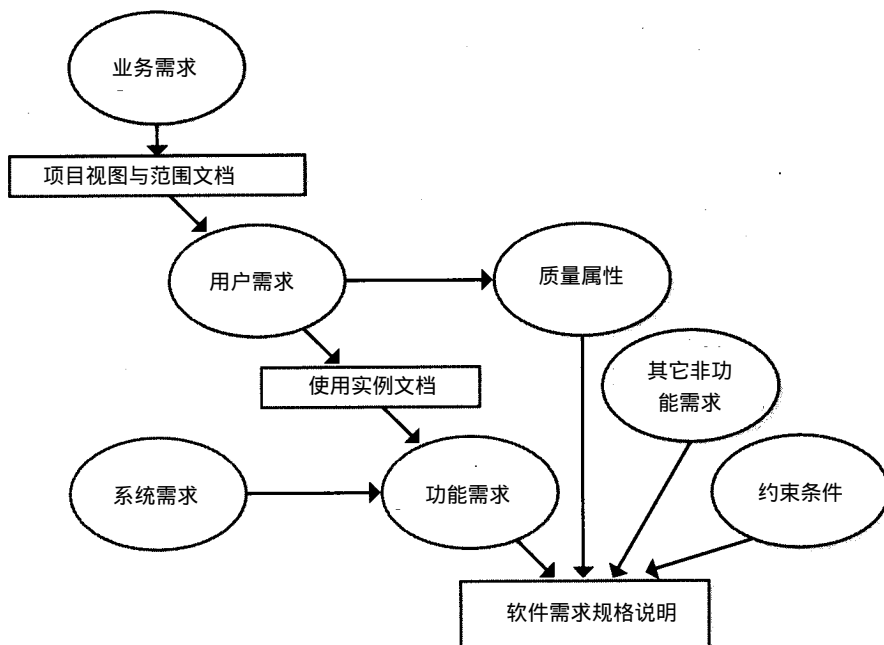 业务需求
项目视图与范围文档
用户需求
质量属性
使用实例文档
其它非功
能需求
系统需求
功能需求
约束条件
软件需求规格说明